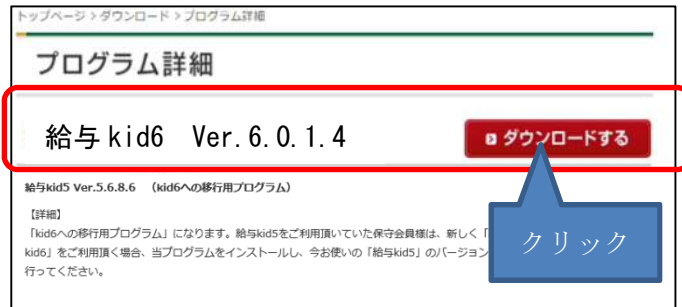 トップページ > ダウンロード > プログラム詳細
プログラム詳細
給与 kid6 Ver.6.0.1.4
ダウンロードする
給与kid5 Ver.5.6.8.6 (kid6への移行用プログラム)
【詳細】
「kid6への移行用プログラム」になります。給与kid5をご利用頂いていた保守会員様は、新しく「
kid6」をご利用頂く場合、当プログラムをインストールし、今お使いの「給与kid5」のバージョン
行ってください。
クリック